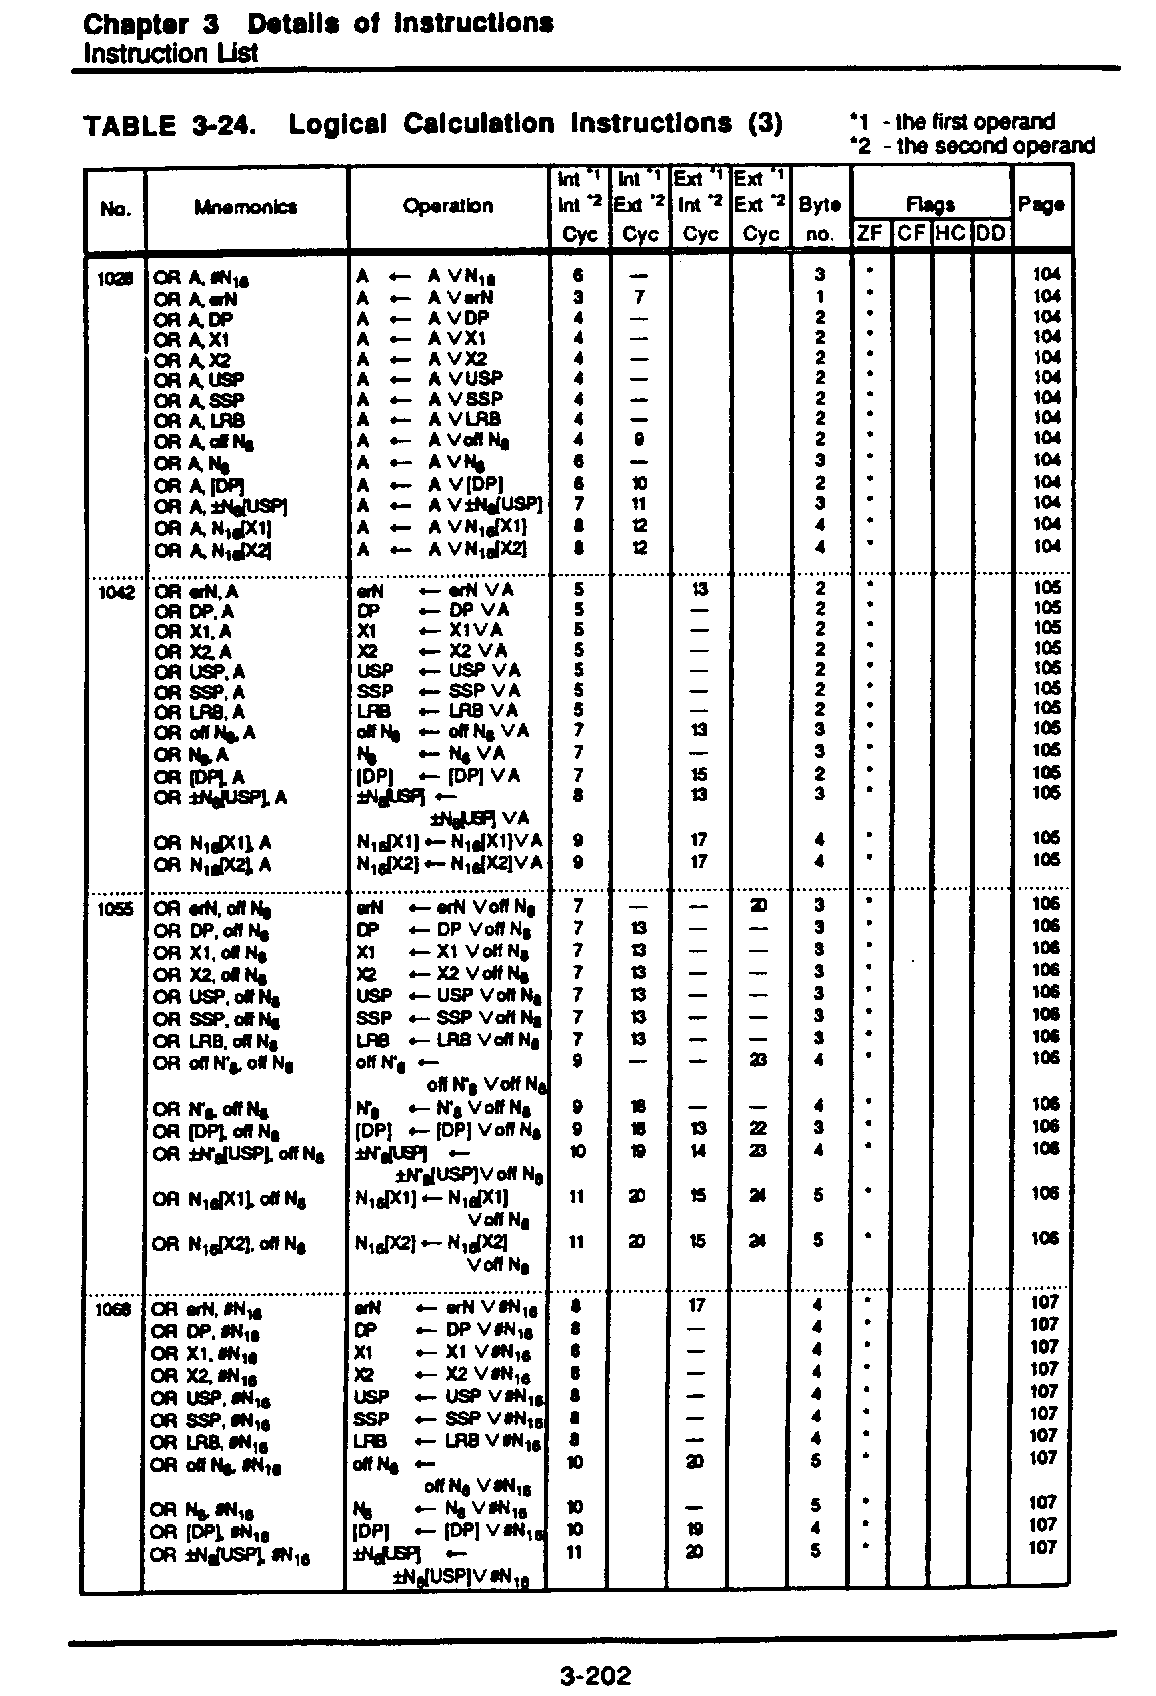 Chapter 3 Details of Instructions
Instruction List
TABLE 3-24. Logical Calculation Instructions (3)
*1 - the first operand
*2 - the second operand
No. Mnemonics Operation Int *1 Int *2 Cyc Int *1 Ext *2 Cyc Ext *1 Int *2 Cyc Ext *1 Ext *2 Cyc Byte no. Flags ZF CF HC DD Page
1028 OR A, #N16 A ← A ∨ N16 6 — 3 * 104
OR A, erN A ← A ∨ erN 3 7 1 * 104
OR A, DP A ← A ∨ DP 4 — 2 * 104
OR A, X1 A ← A ∨ X1 4 — 2 * 104
OR A, X2 A ← A ∨ X2 4 — 2 * 104
OR A, USP A ← A ∨ USP 4 — 2 * 104
OR A, SSP A ← A ∨ SSP 4 — 2 * 104
OR A, LRB A ← A ∨ LRB 4 — 2 * 104
OR A, off N8 A ← A ∨ off N8 4 9 2 * 104
OR A, N8 A ← A ∨ N8 6 — 3 * 104
OR A, [DP] A ← A ∨ [DP] 6 10 2 * 104
OR A, ±N8[USP] A ← A ∨ ±N8[USP] 7 11 3 * 104
OR A, N16[X1] A ← A ∨ N16[X1] 8 12 4 * 104
OR A, N16[X2] A ← A ∨ N16[X2] 8 12 4 * 104
1042 OR erN, A erN ← erN ∨ A 5 13 2 * 105
OR DP, A DP ← DP ∨ A 5 — 2 * 105
OR X1, A X1 ← X1 ∨ A 5 — 2 * 105
OR X2, A X2 ← X2 ∨ A 5 — 2 * 105
OR USP, A USP ← USP ∨ A 5 — 2 * 105
OR SSP, A SSP ← SSP ∨ A 5 — 2 * 105
OR LRB, A LRB ← LRB ∨ A 5 — 2 * 105
OR off N8, A off N8 ← off N8 ∨ A 7 13 3 * 105
OR N8, A N8 ← N8 ∨ A 7 — 3 * 105
OR [DP], A [DP] ← [DP] ∨ A 7 15 2 * 105
OR ±N8[USP], A ±N8[USP] ← 8 13 3 * 105
±N8[USP] ∨ A
OR N16[X1], A N16[X1] ← N16[X1] ∨ A 9 17 4 * 105
OR N16[X2], A N16[X2] ← N16[X2] ∨ A 9 17 4 * 105
1055 OR erN, off N8 erN ← erN ∨ off N8 7 — — 20 3 * 106
OR DP, off N8 DP ← DP ∨ off N8 7 13 — — 3 * 106
OR X1, off N8 X1 ← X1 ∨ off N8 7 13 — — 3 * 106
OR X2, off N8 X2 ← X2 ∨ off N8 7 13 — — 3 * 106
OR USP, off N8 USP ← USP ∨ off N8 7 13 — — 3 * 106
OR SSP, off N8 SSP ← SSP ∨ off N8 7 13 — — 3 * 106
OR LRB, off N8 LRB ← LRB ∨ off N8 7 13 — — 3 * 106
OR off N'8, off N8 off N'8 ← 9 — — 23 4 * 106
off N'8 ∨ off N8
OR N'8, off N8 N'8 ← N'8 ∨ off N8 9 18 — — 4 * 106
OR [DP], off N8 [DP] ← [DP] ∨ off N8 9 18 13 22 3 * 106
OR ±N'8[USP], off N8 ±N'8[USP] ← 10 19 14 23 4 * 106
±N'8[USP] ∨ off N8
OR N16[X1], off N8 N16[X1] ← N16[X1] 11 20 15 24 5 * 106
∨ off N8
OR N16[X2], off N8 N16[X2] ← N16[X2] 11 20 15 24 5 * 106
∨ off N8
1068 OR erN, #N16 erN ← erN ∨ #N16 8 17 4 * 107
OR DP, #N16 DP ← DP ∨ #N16 8 — 4 * 107
OR X1, #N16 X1 ← X1 ∨ #N16 8 — 4 * 107
OR X2, #N16 X2 ← X2 ∨ #N16 8 — 4 * 107
OR USP, #N16 USP ← USP ∨ #N16 8 — 4 * 107
OR SSP, #N16 SSP ← SSP ∨ #N16 8 — 4 * 107
OR LRB, #N16 LRB ← LRB ∨ #N16 8 — 4 * 107
OR off N8, #N16 off N8 ← 10 20 5 * 107
off N8 ∨ #N16
OR N8, #N16 N8 ← N8 ∨ #N16 10 — 5 * 107
OR [DP], #N16 [DP] ← [DP] ∨ #N16 10 19 4 * 107
OR ±N8[USP], #N16 ±N8[USP] ← 11 20 5 * 107
±N8[USP] ∨ #N16
3-202